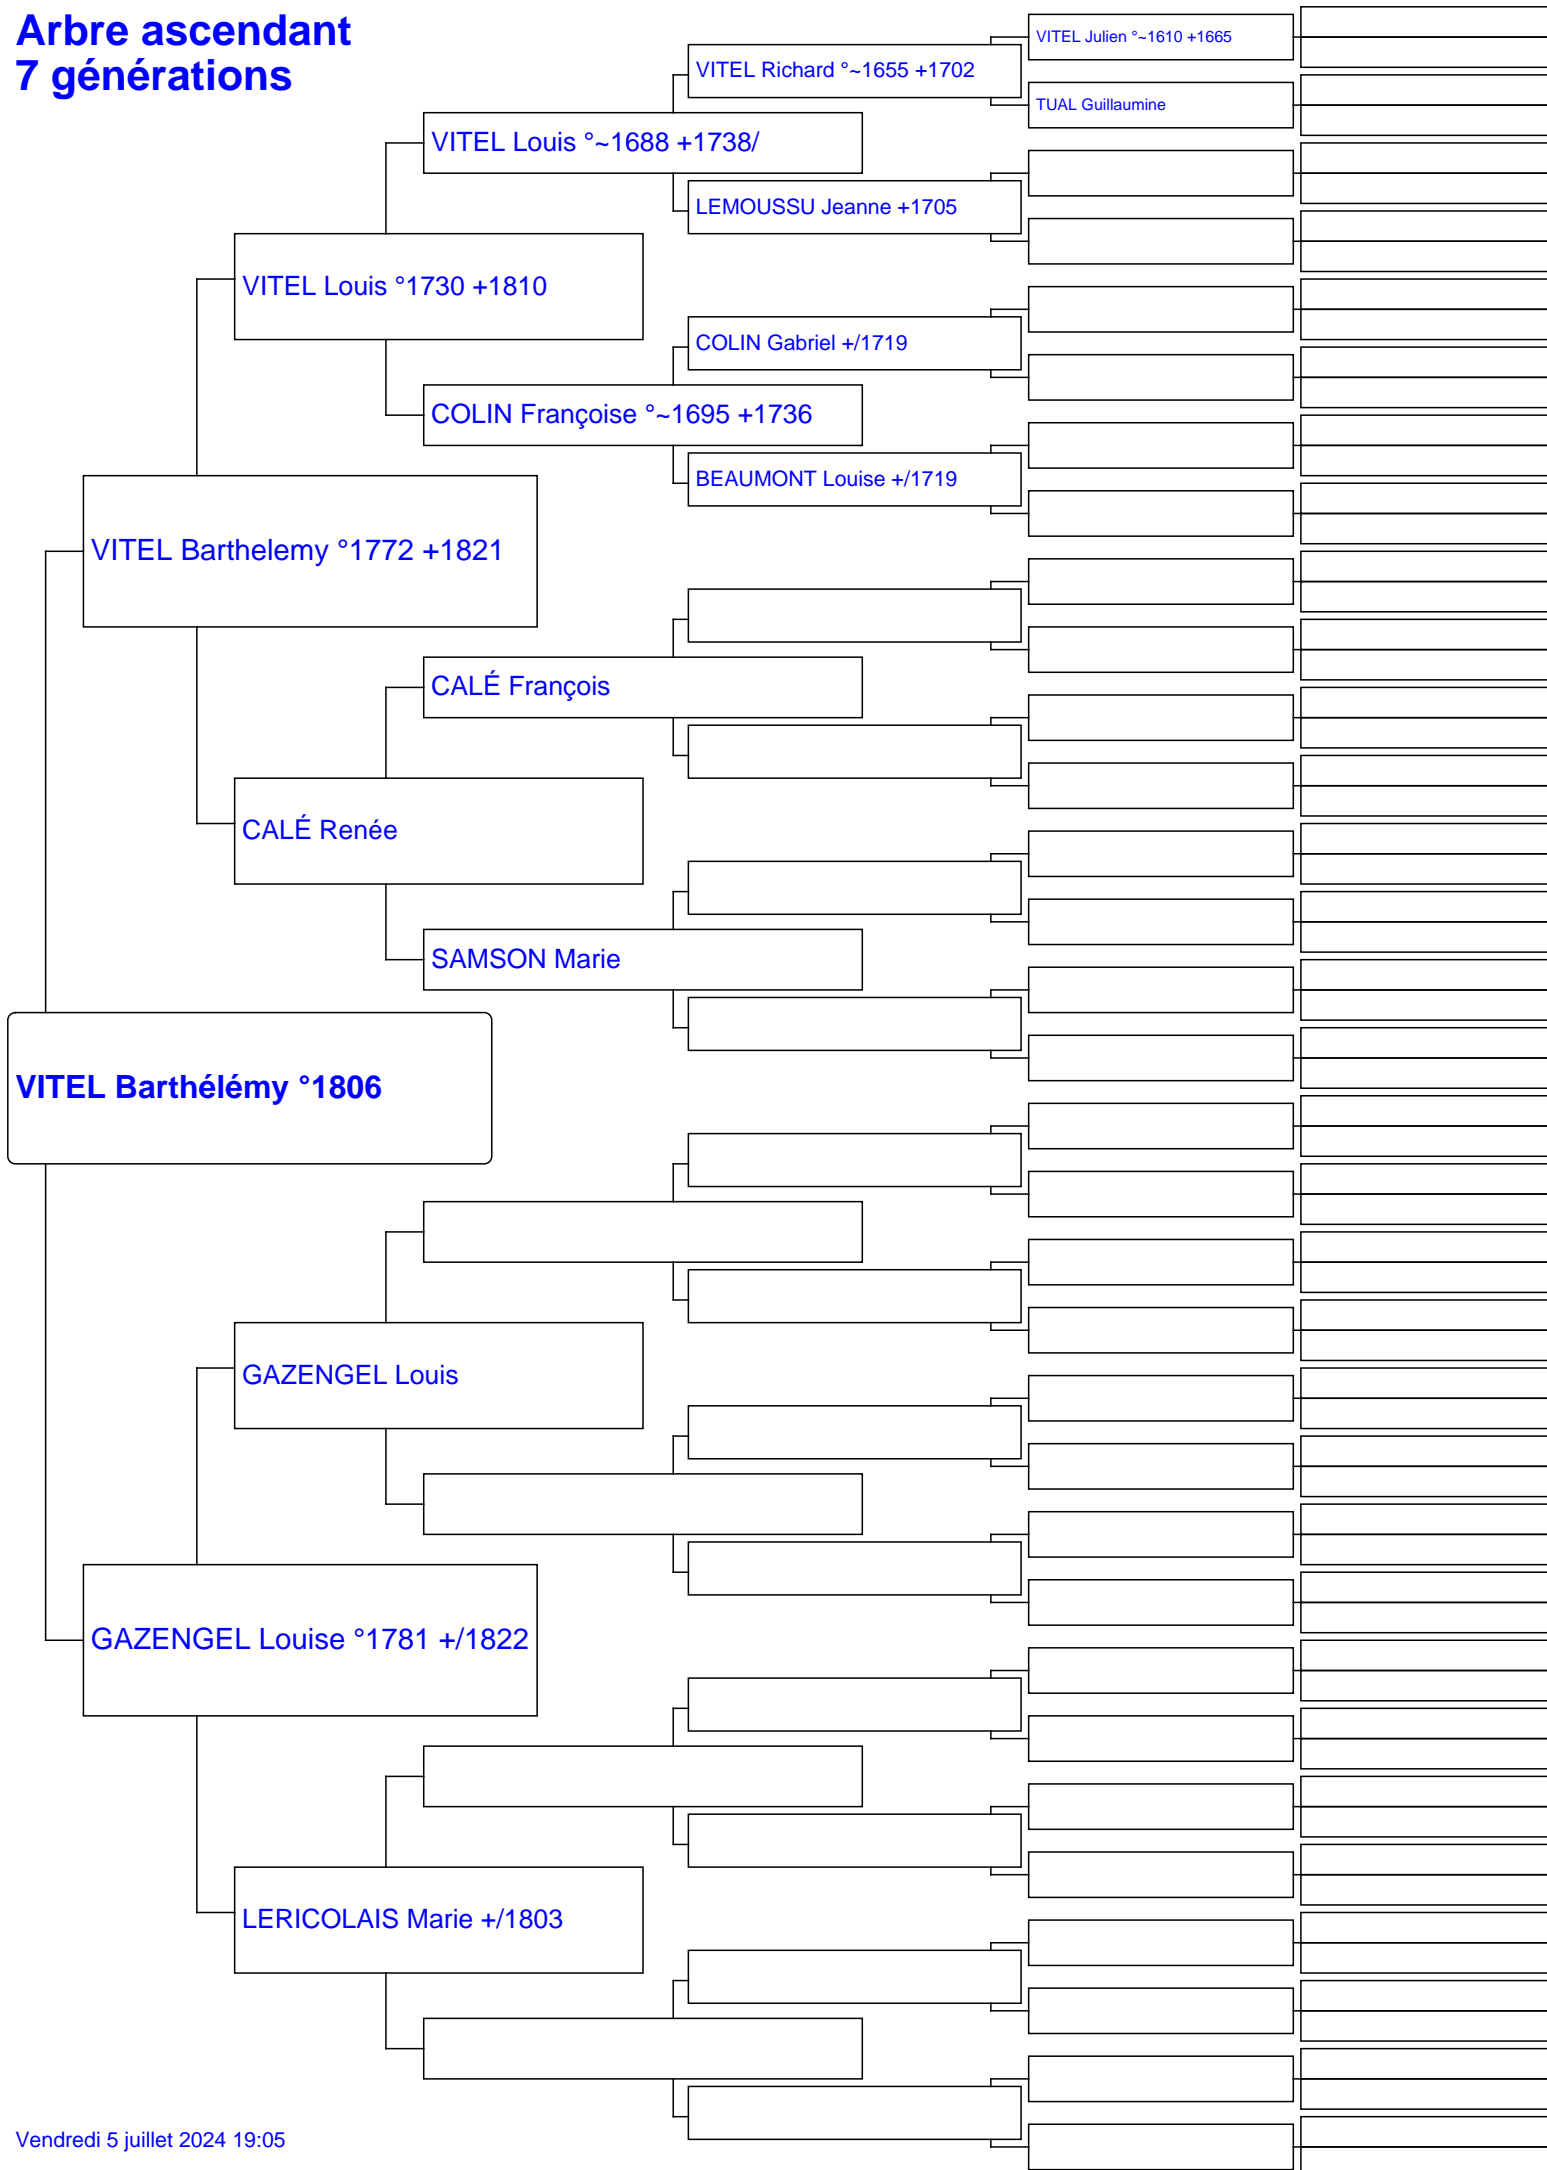 Arbre ascendant
7 générations
VITEL Julien °~1610 +1665
VITEL Richard °~1655 +1702
TUAL Guillaumine
VITEL Louis °~1688 +1738/
LEMOUSSU Jeanne +1705
VITEL Louis °1730 +1810
COLIN Gabriel +/1719
COLIN Françoise °~1695 +1736
BEAUMONT Louise +/1719
VITEL Barthelemy °1772 +1821
CALÉ François
CALÉ Renée
SAMSON Marie
VITEL Barthélémy °1806
GAZENGEL Louis
GAZENGEL Louise °1781 +/1822
LERICOLAIS Marie +/1803
Vendredi 5 juillet 2024 19:05